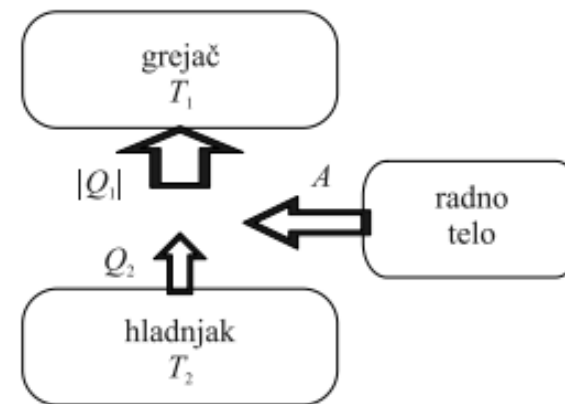 grejač
T₁
|Q₁|
A
radno
telo
Q₂
hladnjak
T₂